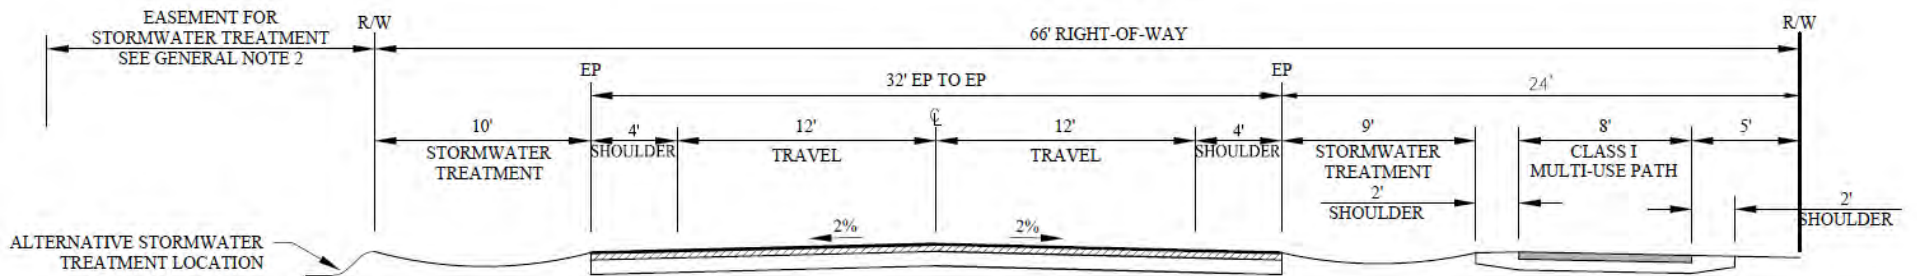 EASEMENT FOR
STORMWATER TREATMENT
SEE GENERAL NOTE 2
R/W
R/W
66' RIGHT-OF-WAY
EP
EP
32' EP TO EP
24'
10'
4'
12'
℄
12'
4'
9'
8'
5'
STORMWATER
TREATMENT
SHOULDER
TRAVEL
TRAVEL
SHOULDER
STORMWATER
TREATMENT
CLASS I
MULTI-USE PATH
2'
SHOULDER
2'
SHOULDER
2%
2%
ALTERNATIVE STORMWATER
TREATMENT LOCATION